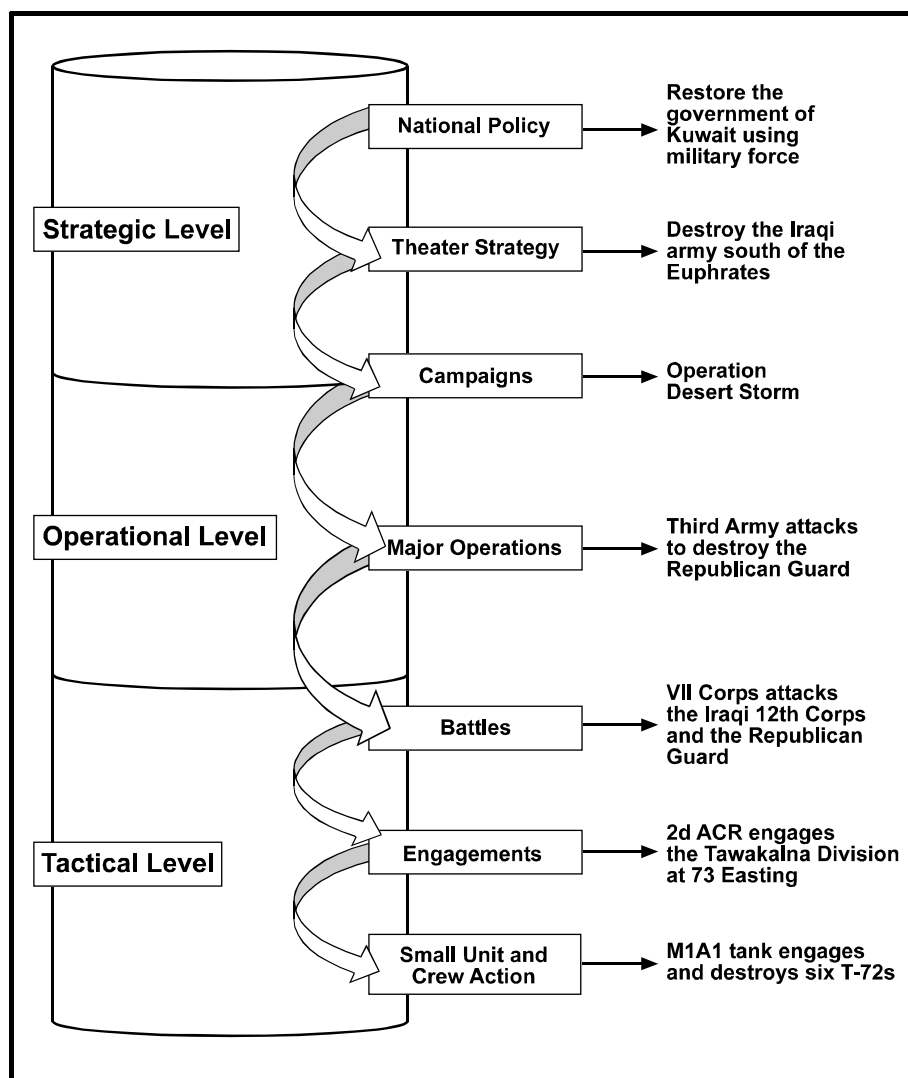 National Policy
Restore the
government of
Kuwait using
military force
Strategic Level
Theater Strategy
Destroy the Iraqi
army south of the
Euphrates
Campaigns
Operation
Desert Storm
Operational Level
Major Operations
Third Army attacks
to destroy the
Republican Guard
Battles
VII Corps attacks
the Iraqi 12th Corps
and the Republican
Guard
Tactical Level
Engagements
2d ACR engages
the Tawakalna Division
at 73 Easting
Small Unit and
Crew Action
M1A1 tank engages
and destroys six T-72s